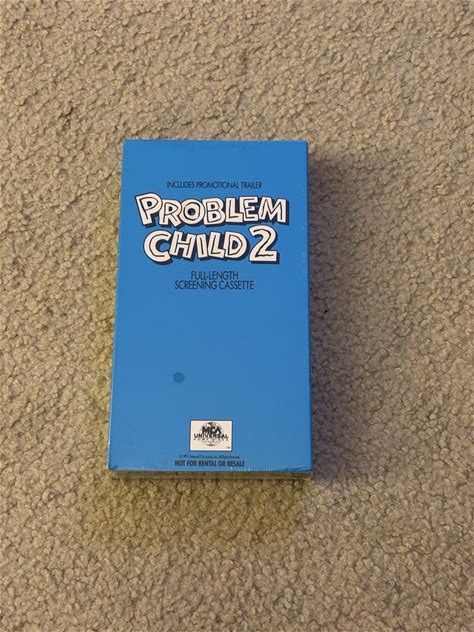 INCLUDES PROMOTIONAL TRAILER
PROBLEM
CHILD 2
FULL-LENGTH
SCREENING CASSETTE
MCA
UNIVERSAL
NOT FOR RENTAL OR RESALE